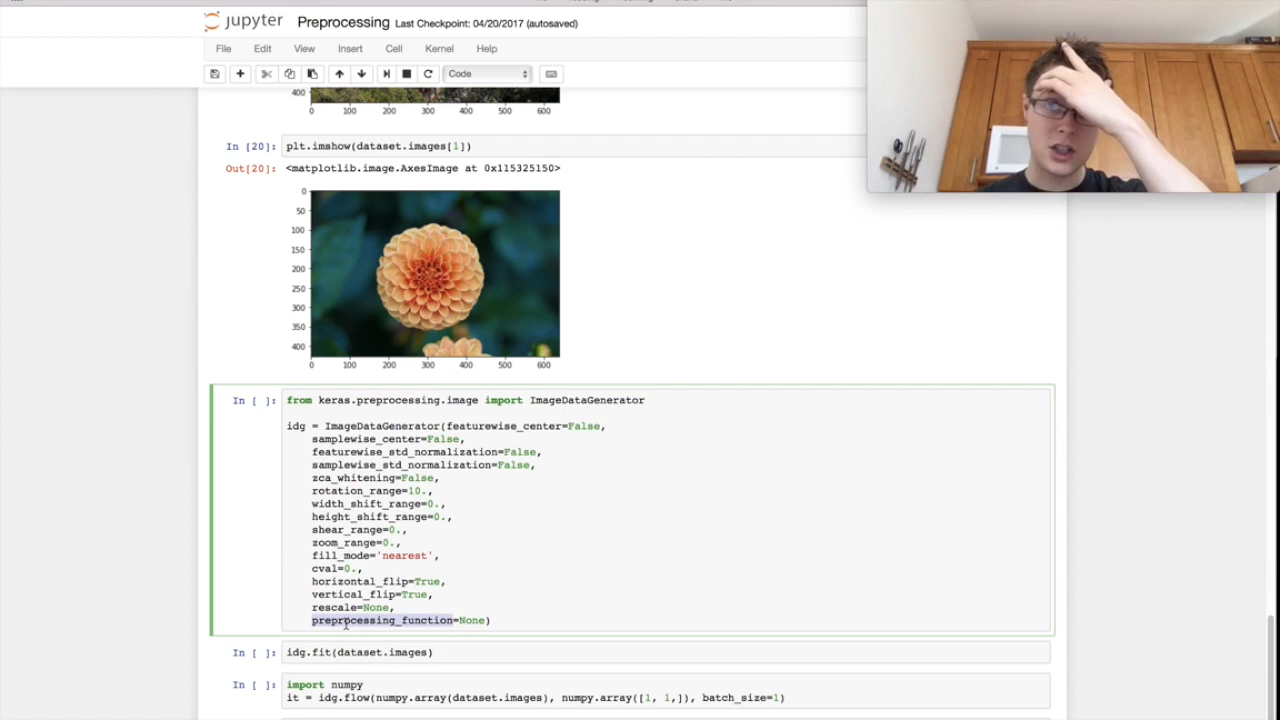 jupyter Preprocessing Last Checkpoint: 04/20/2017 (autosaved)
File Edit View Insert Cell Kernel Help
Code
400
0 100 200 300 400 500 600
In [20]: plt.imshow(dataset.images[1])
Out[20]: <matplotlib.image.AxesImage at 0x115325150>
0
50
100
150
200
250
300
350
400
0 100 200 300 400 500 600
In [ ]: from keras.preprocessing.image import ImageDataGenerator
idg = ImageDataGenerator(featurewise_center=False,
samplewise_center=False,
featurewise_std_normalization=False,
samplewise_std_normalization=False,
zca_whitening=False,
rotation_range=10.,
width_shift_range=0.,
height_shift_range=0.,
shear_range=0.,
zoom_range=0.,
fill_mode='nearest',
cval=0.,
horizontal_flip=True,
vertical_flip=True,
rescale=None,
preprocessing_function=None)
In [ ]: idg.fit(dataset.images)
In [ ]: import numpy
it = idg.flow(numpy.array(dataset.images), numpy.array([1, 1,]), batch_size=1)